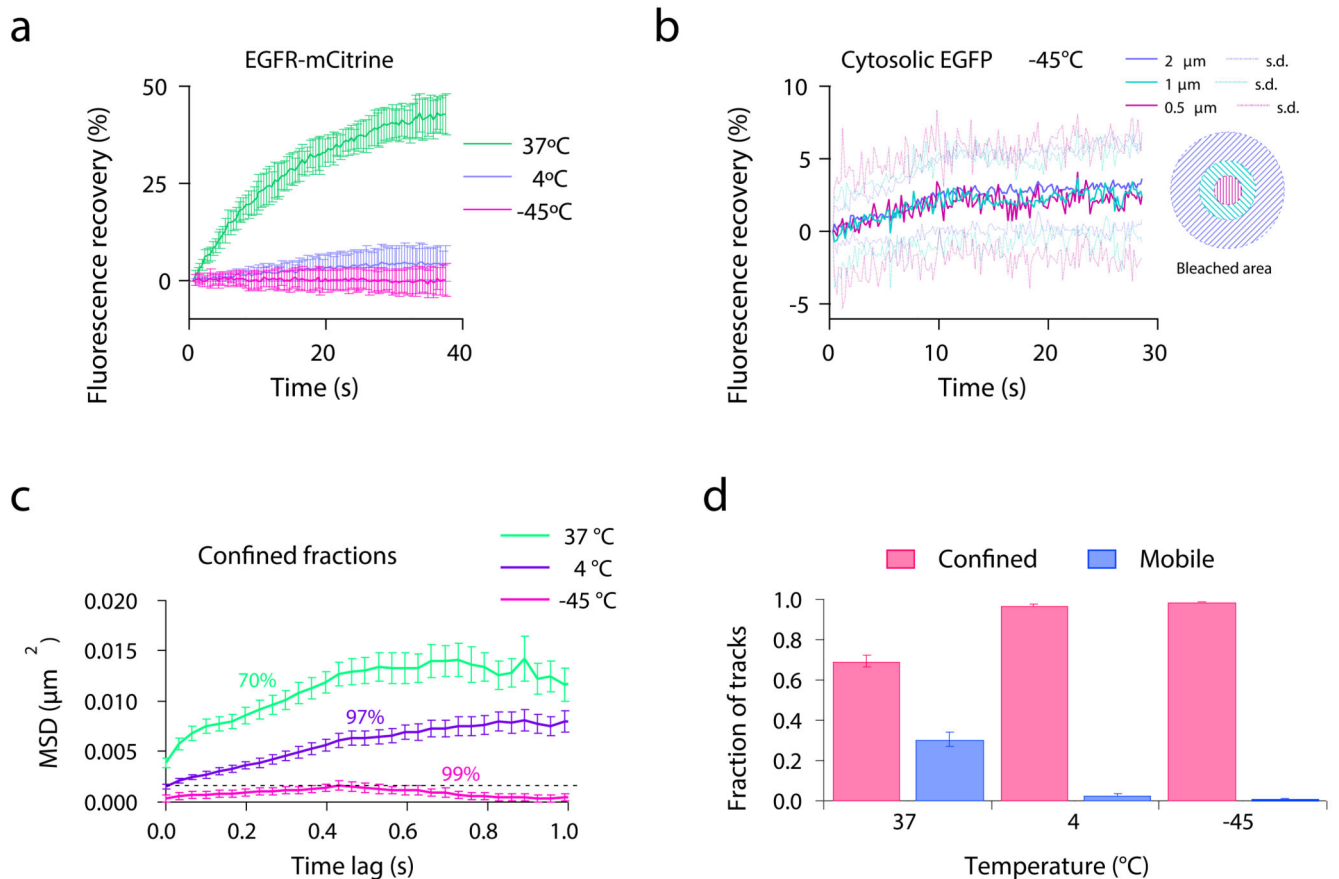 a
EGFR-mCitrine
Fluorescence recovery (%)
50
25
0
0 20 40
Time (s)
37ºC
4ºC
-45ºC
b
Cytosolic EGFP -45°C
2 µm s.d.
1 µm s.d.
0.5 µm s.d.
Fluorescence recovery (%)
10
5
0
-5
0 10 20 30
Time (s)
Bleached area
c
Confined fractions
37 °C
4 °C
-45 °C
MSD (µm²)
0.020
0.015
0.010
0.005
0.000
70%
97%
99%
0.0 0.2 0.4 0.6 0.8 1.0
Time lag (s)
d
Confined Mobile
Fraction of tracks
1.0
0.8
0.6
0.4
0.2
0.0
37 4 -45
Temperature (°C)